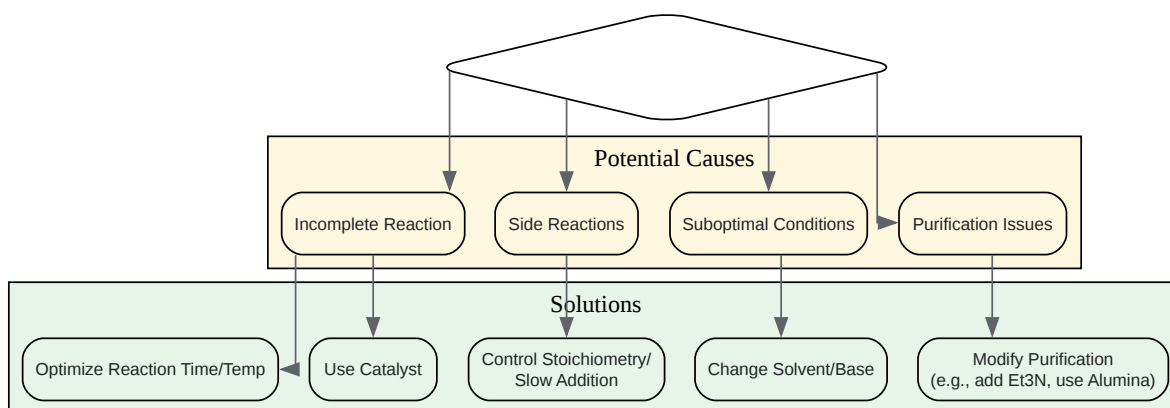 Potential Causes
Incomplete Reaction
Side Reactions
Suboptimal Conditions
Purification Issues
Solutions
Optimize Reaction Time/Temp
Use Catalyst
Control Stoichiometry/
Slow Addition
Change Solvent/Base
Modify Purification
(e.g., add Et3N, use Alumina)